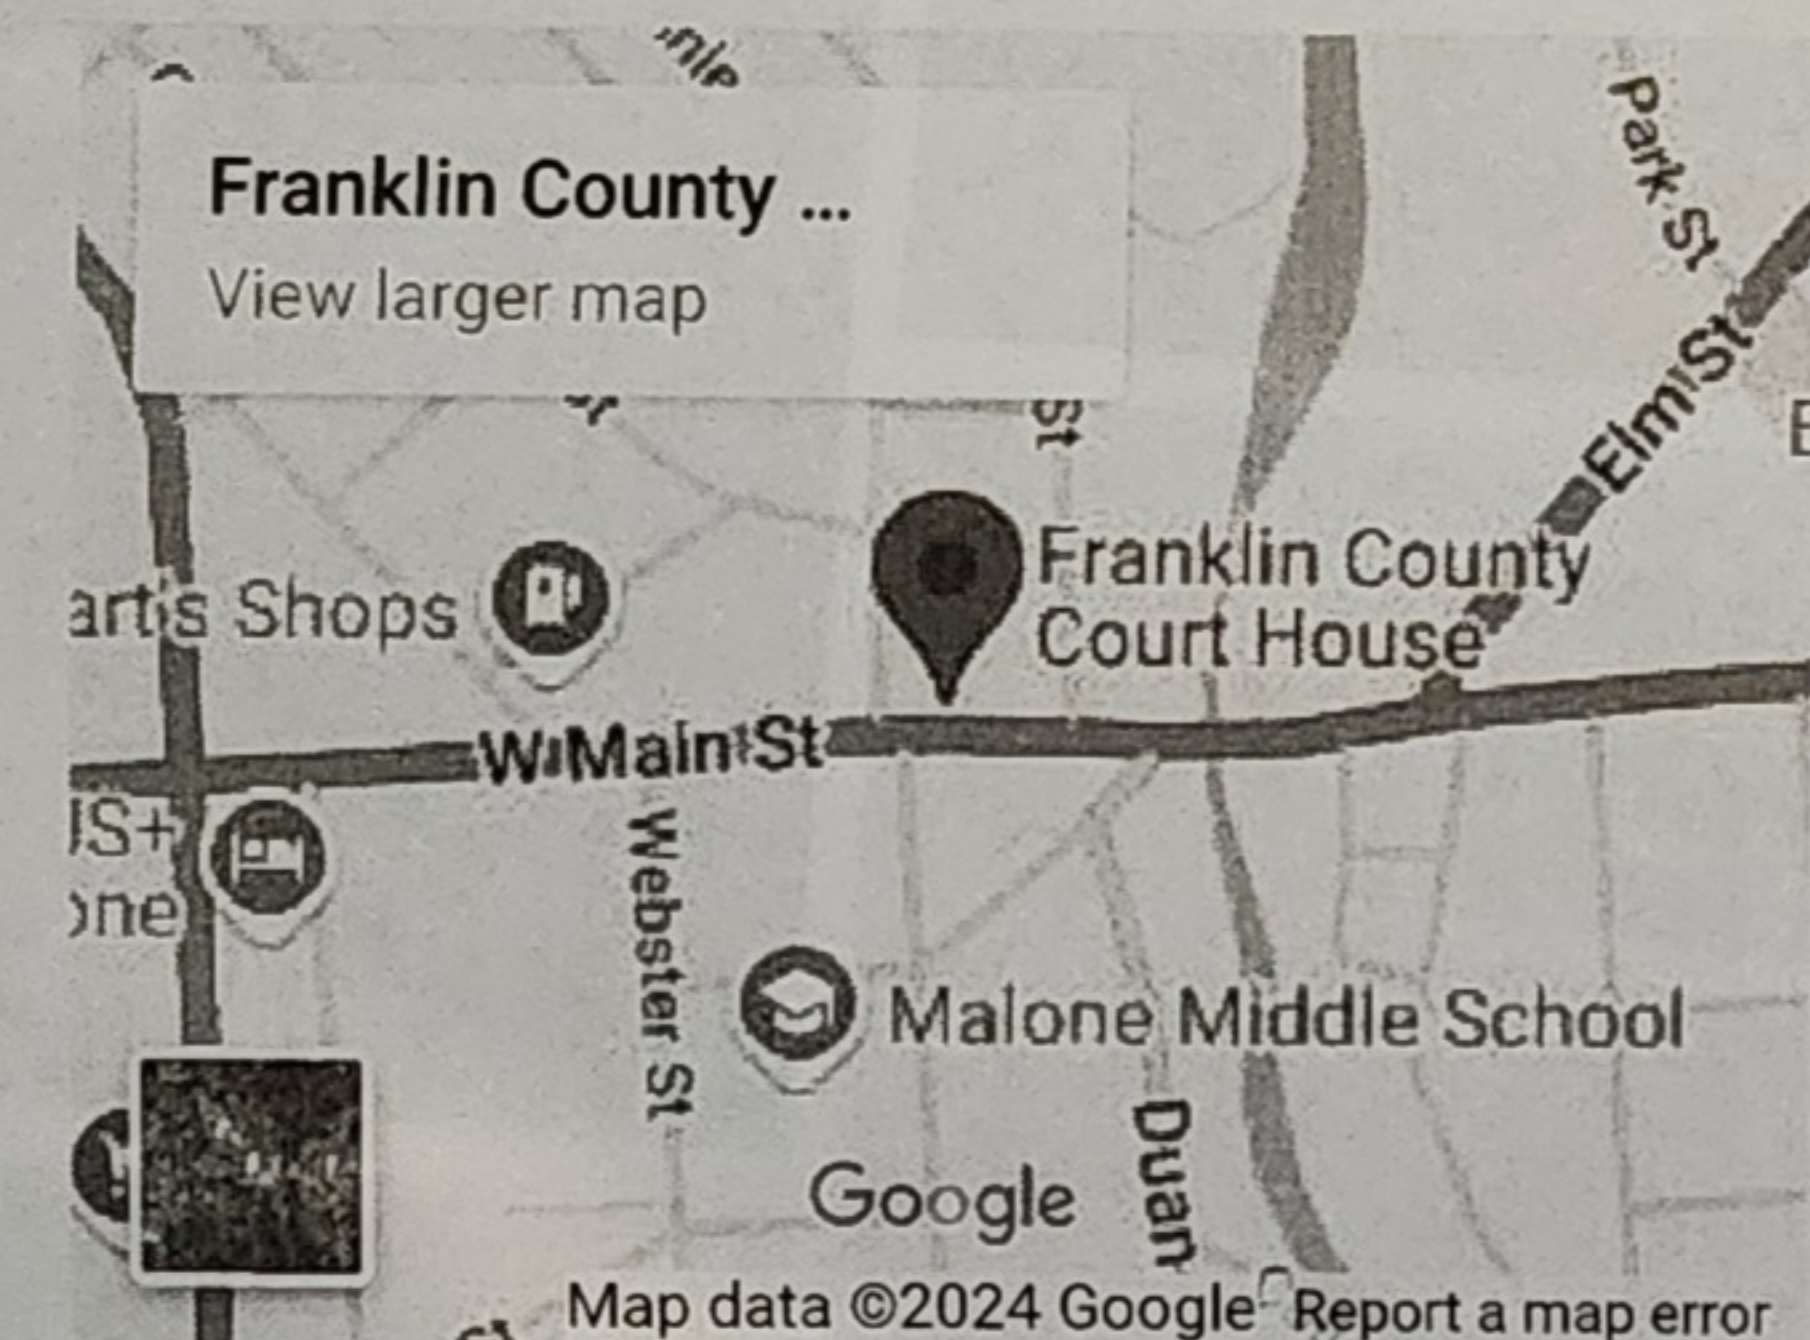 Franklin County ...
View larger map
Park St
Elm St
St
Franklin County
Court House
Shops
W Main St
Webster St
Malone Middle School
Duan
Google
Map data ©2024 Google Report a map error